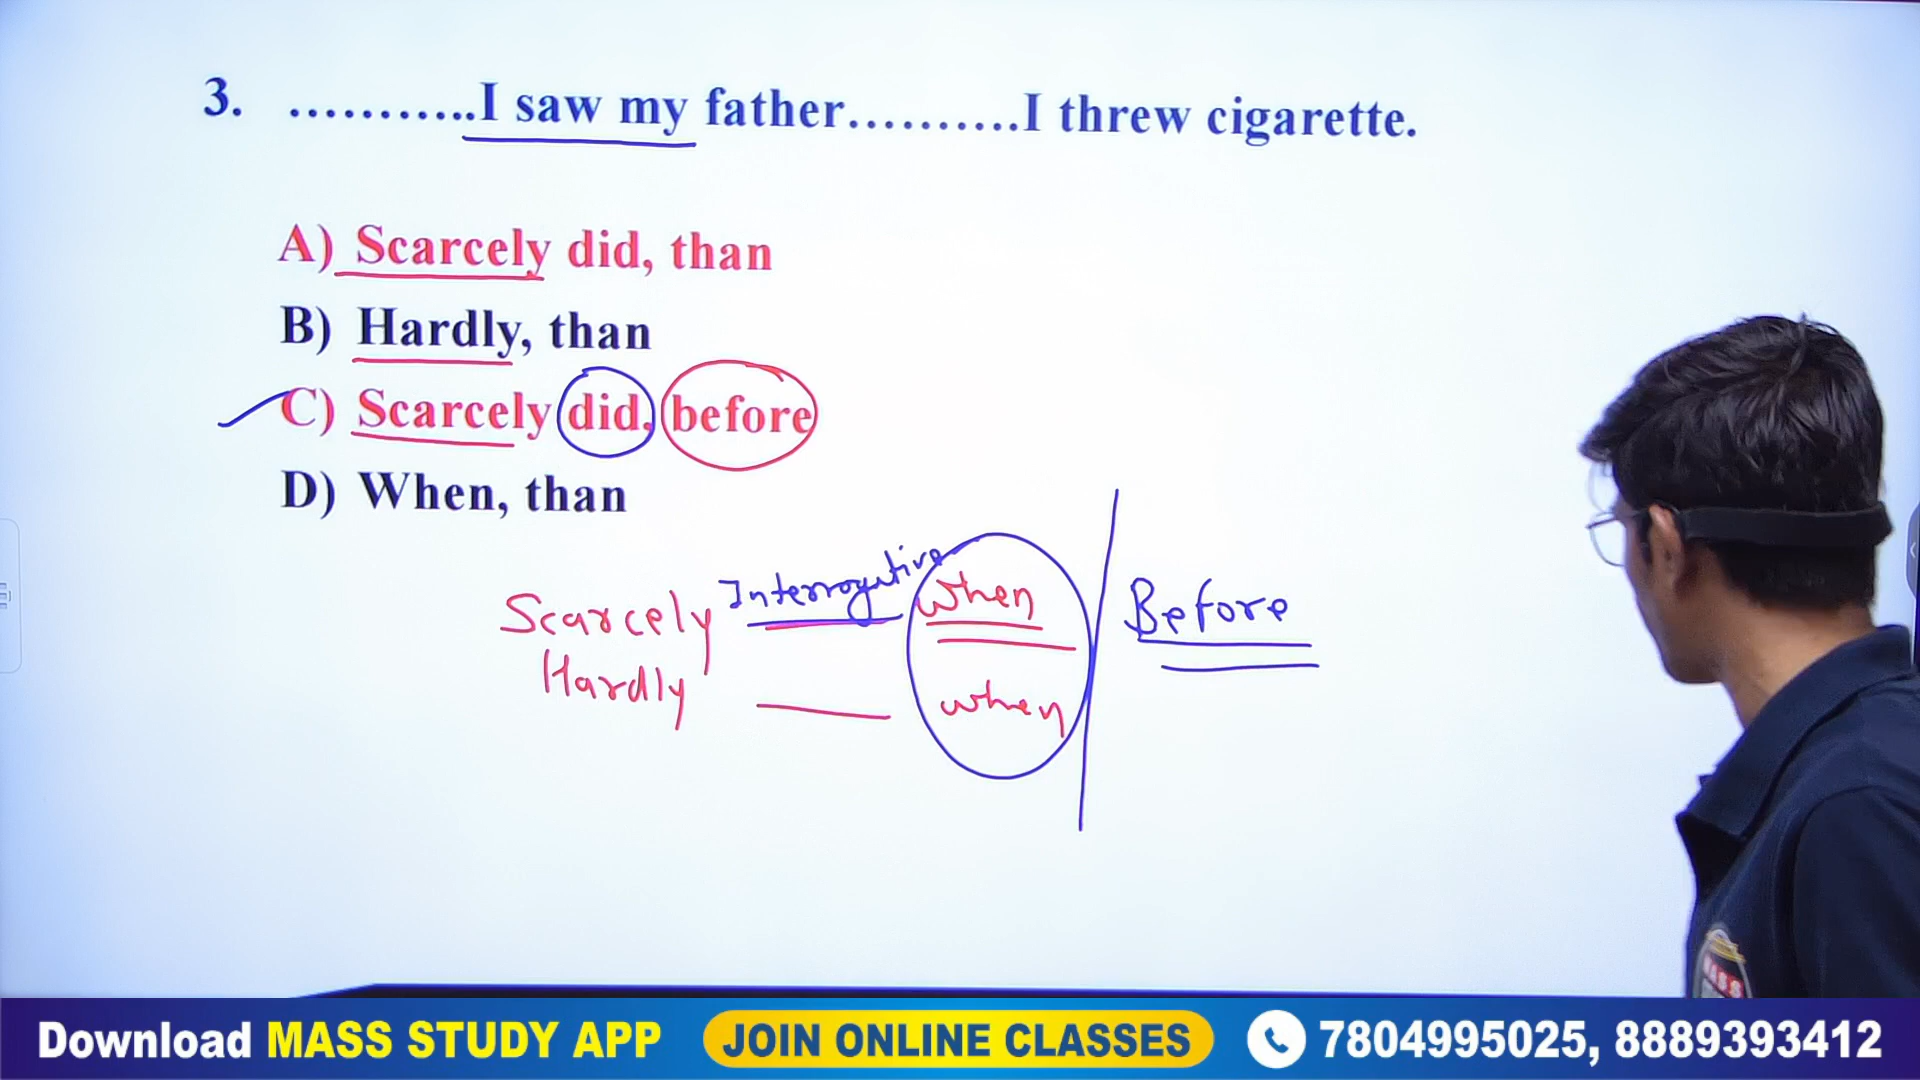 3. ...........I saw my father..........I threw cigarette.
A) Scarcely did, than
B) Hardly, than
C) Scarcely did, before
D) When, than
Scarcely Interrogative when Before
Hardly when
MASS
Download MASS STUDY APP JOIN ONLINE CLASSES 7804995025, 8889393412